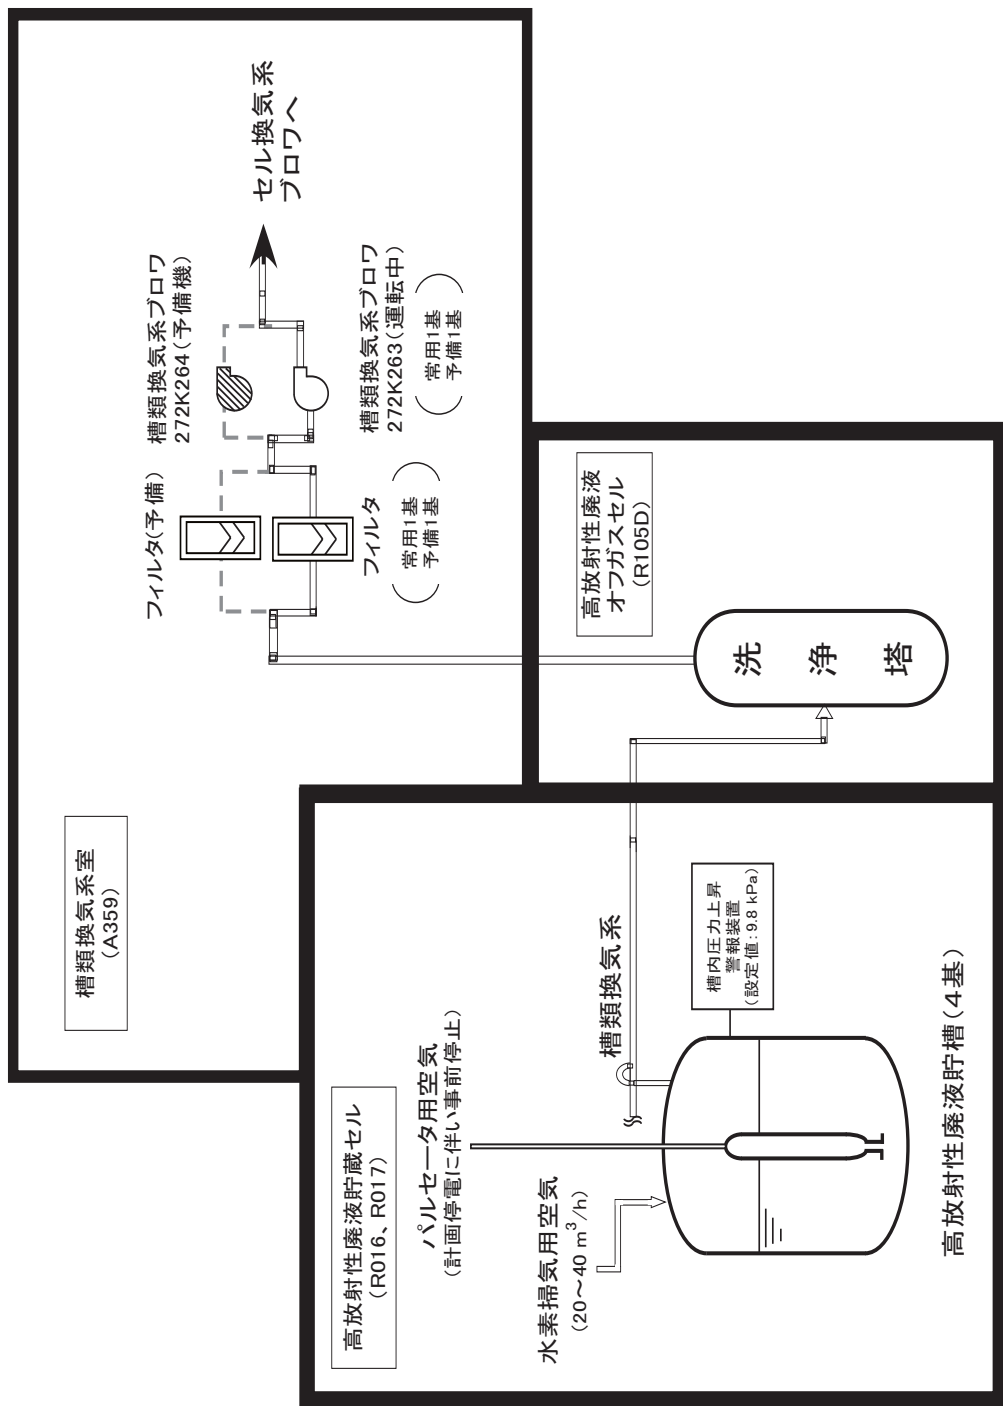 槽類換気系室
(A359)
フィルタ(予備)
槽類換気系ブロワ
272K264(予備機)
セル換気系
ブロワへ
フィルタ
常用1基
予備1基
槽類換気系ブロワ
272K263(運転中)
常用1基
予備1基
高放射性廃液貯蔵セル
(R016、R017)
パルセータ用空気
(計画停電に伴い事前停止)
水素掃気用空気
(20〜40 m³/h)
槽類換気系
槽内圧力上昇
警報装置
(設定値:9.8 kPa)
高放射性廃液貯槽(4基)
高放射性廃液
オフガスセル
(R105D)
洗
浄
塔